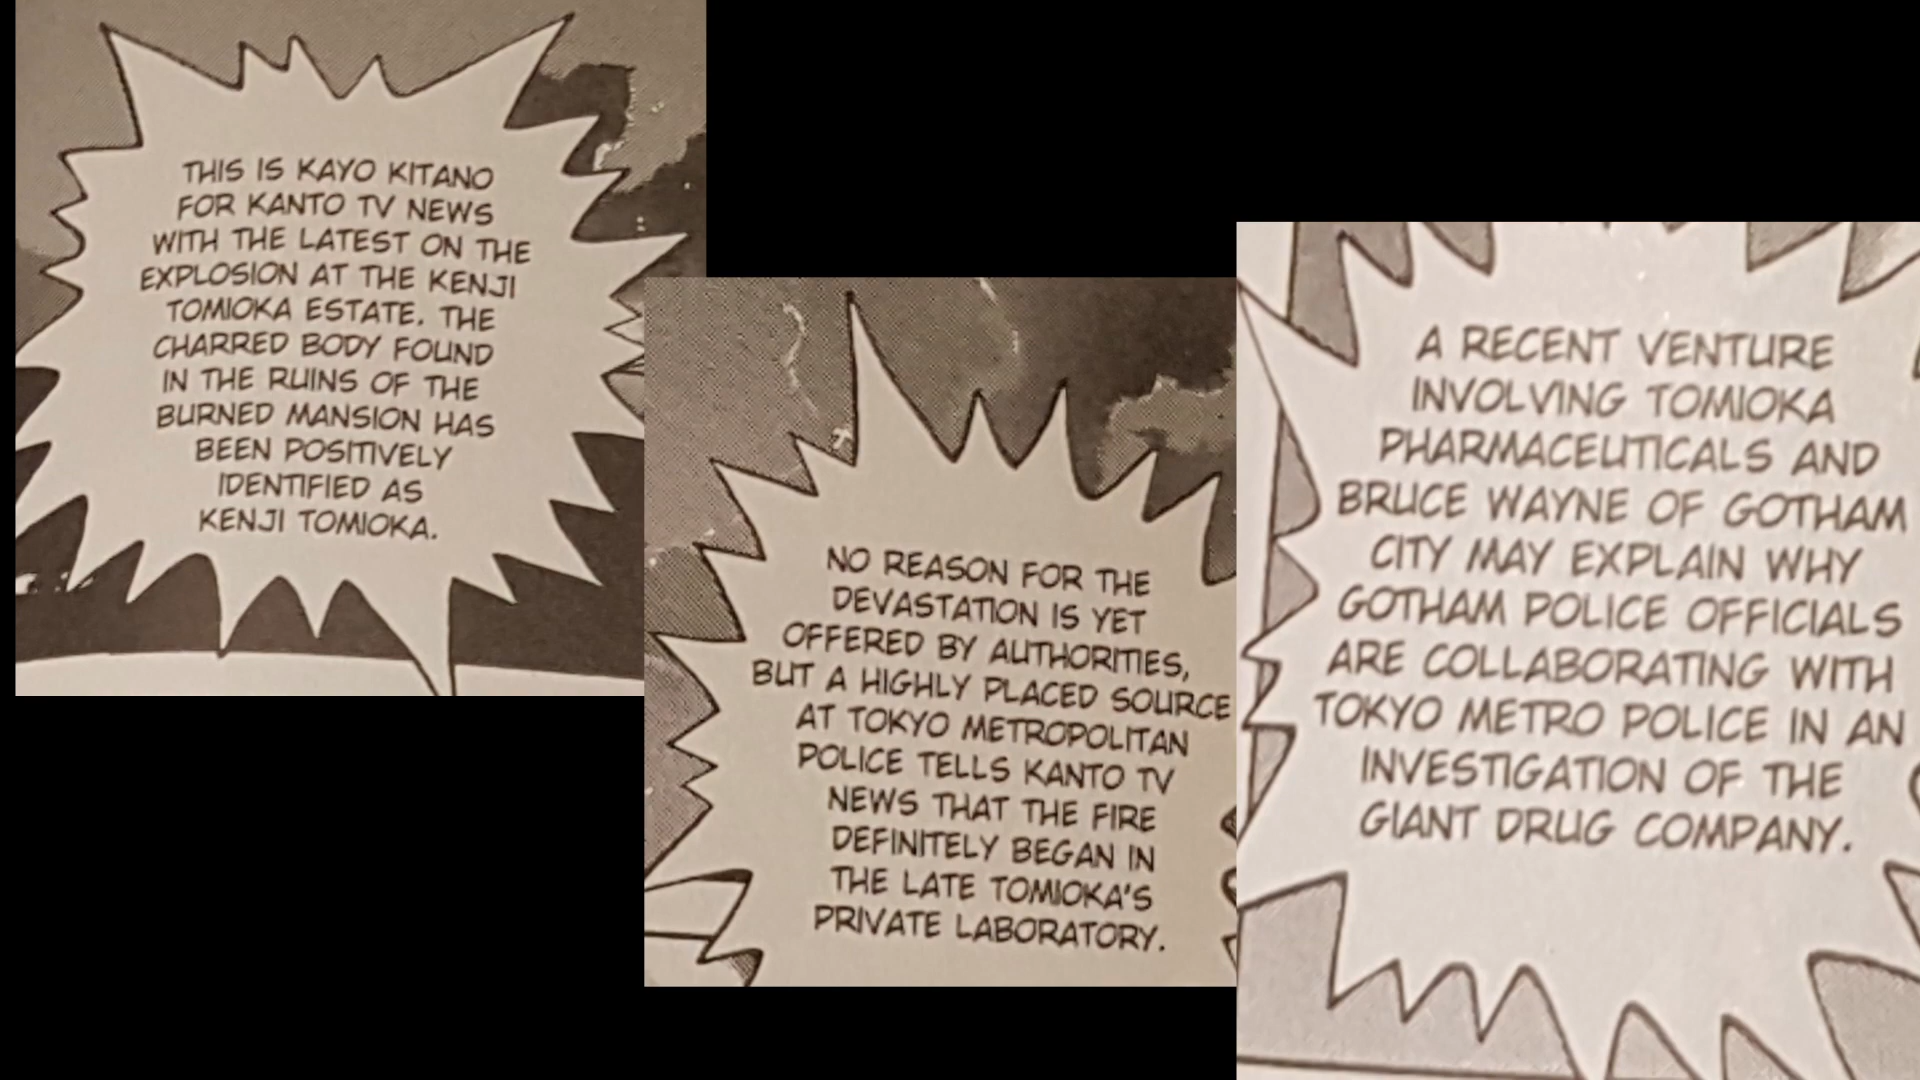 THIS IS KAYO KITANO
FOR KANTO TV NEWS
WITH THE LATEST ON THE
EXPLOSION AT THE KENJI
TOMIOKA ESTATE. THE
CHARRED BODY FOUND
IN THE RUINS OF THE
BURNED MANSION HAS
BEEN POSITIVELY
IDENTIFIED AS
KENJI TOMIOKA.
NO REASON FOR THE
DEVASTATION IS YET
OFFERED BY AUTHORITIES,
BUT A HIGHLY PLACED SOURCE
AT TOKYO METROPOLITAN
POLICE TELLS KANTO TV
NEWS THAT THE FIRE
DEFINITELY BEGAN IN
THE LATE TOMIOKA'S
PRIVATE LABORATORY.
A RECENT VENTURE
INVOLVING TOMIOKA
PHARMACEUTICALS AND
BRUCE WAYNE OF GOTHAM
CITY MAY EXPLAIN WHY
GOTHAM POLICE OFFICIALS
ARE COLLABORATING WITH
TOKYO METRO POLICE IN AN
INVESTIGATION OF THE
GIANT DRUG COMPANY.